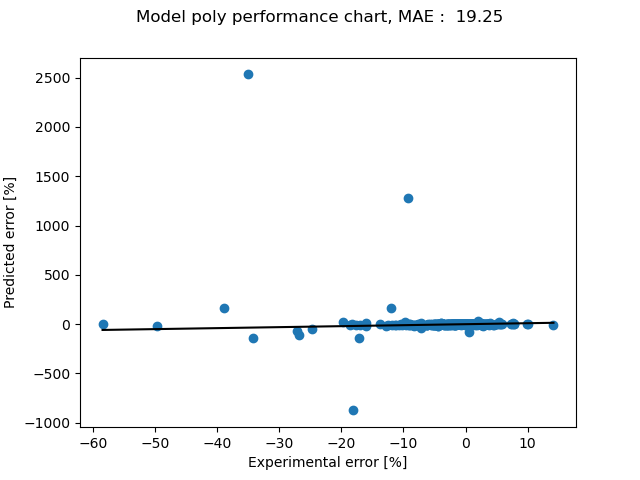 Model poly performance chart, MAE :  19.25
2500
2000
1500
1000
500
0
−500
−1000
Predicted error [%]
−60 −50 −40 −30 −20 −10 0 10
Experimental error [%]